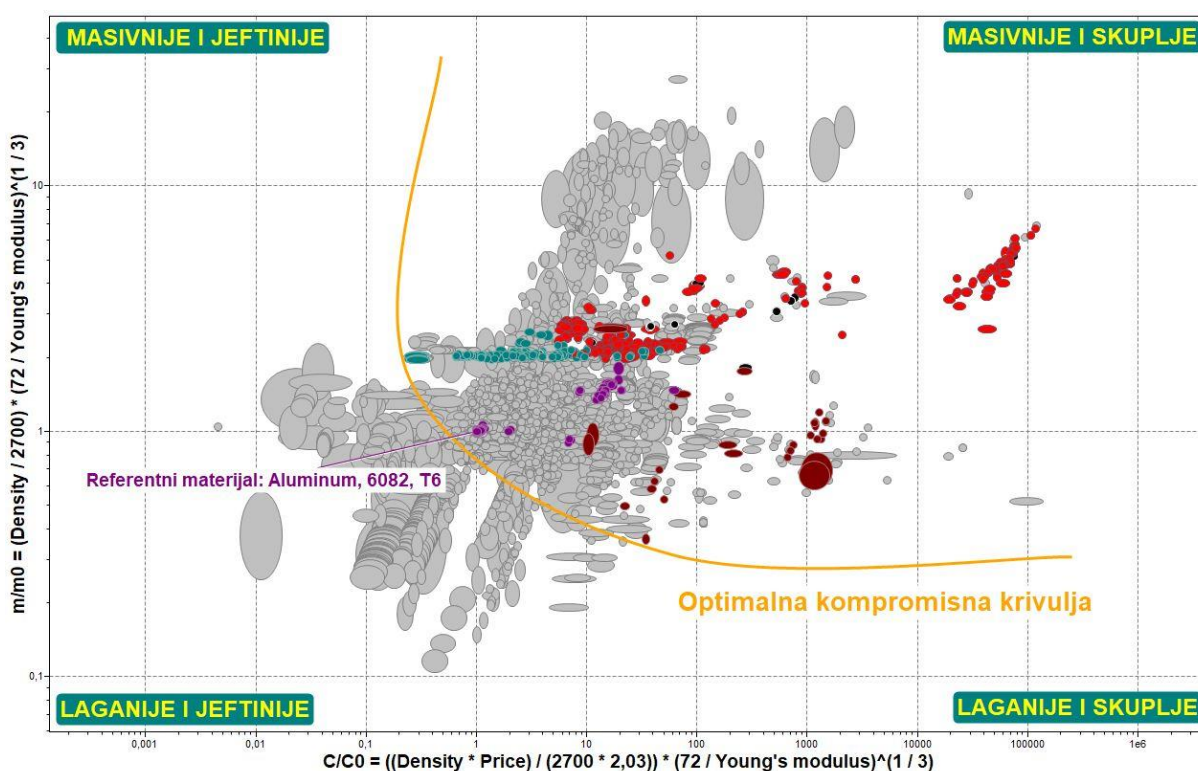 MASIVNIJE I JEFTINIJE
MASIVNIJE I SKUPLJE
m/m0 = (Density / 2700) * (72 / Young's modulus)^(1 / 3)
10
1
0,1
Referentni materijal: Aluminum, 6082, T6
Optimalna kompromisna krivulja
LAGANIJE I JEFTINIJE
LAGANIJE I SKUPLJE
0,001
0,01
0,1
1
10
100
1000
10000
100000
1e6
C/C0 = ((Density * Price) / (2700 * 2,03)) * (72 / Young's modulus)^(1 / 3)